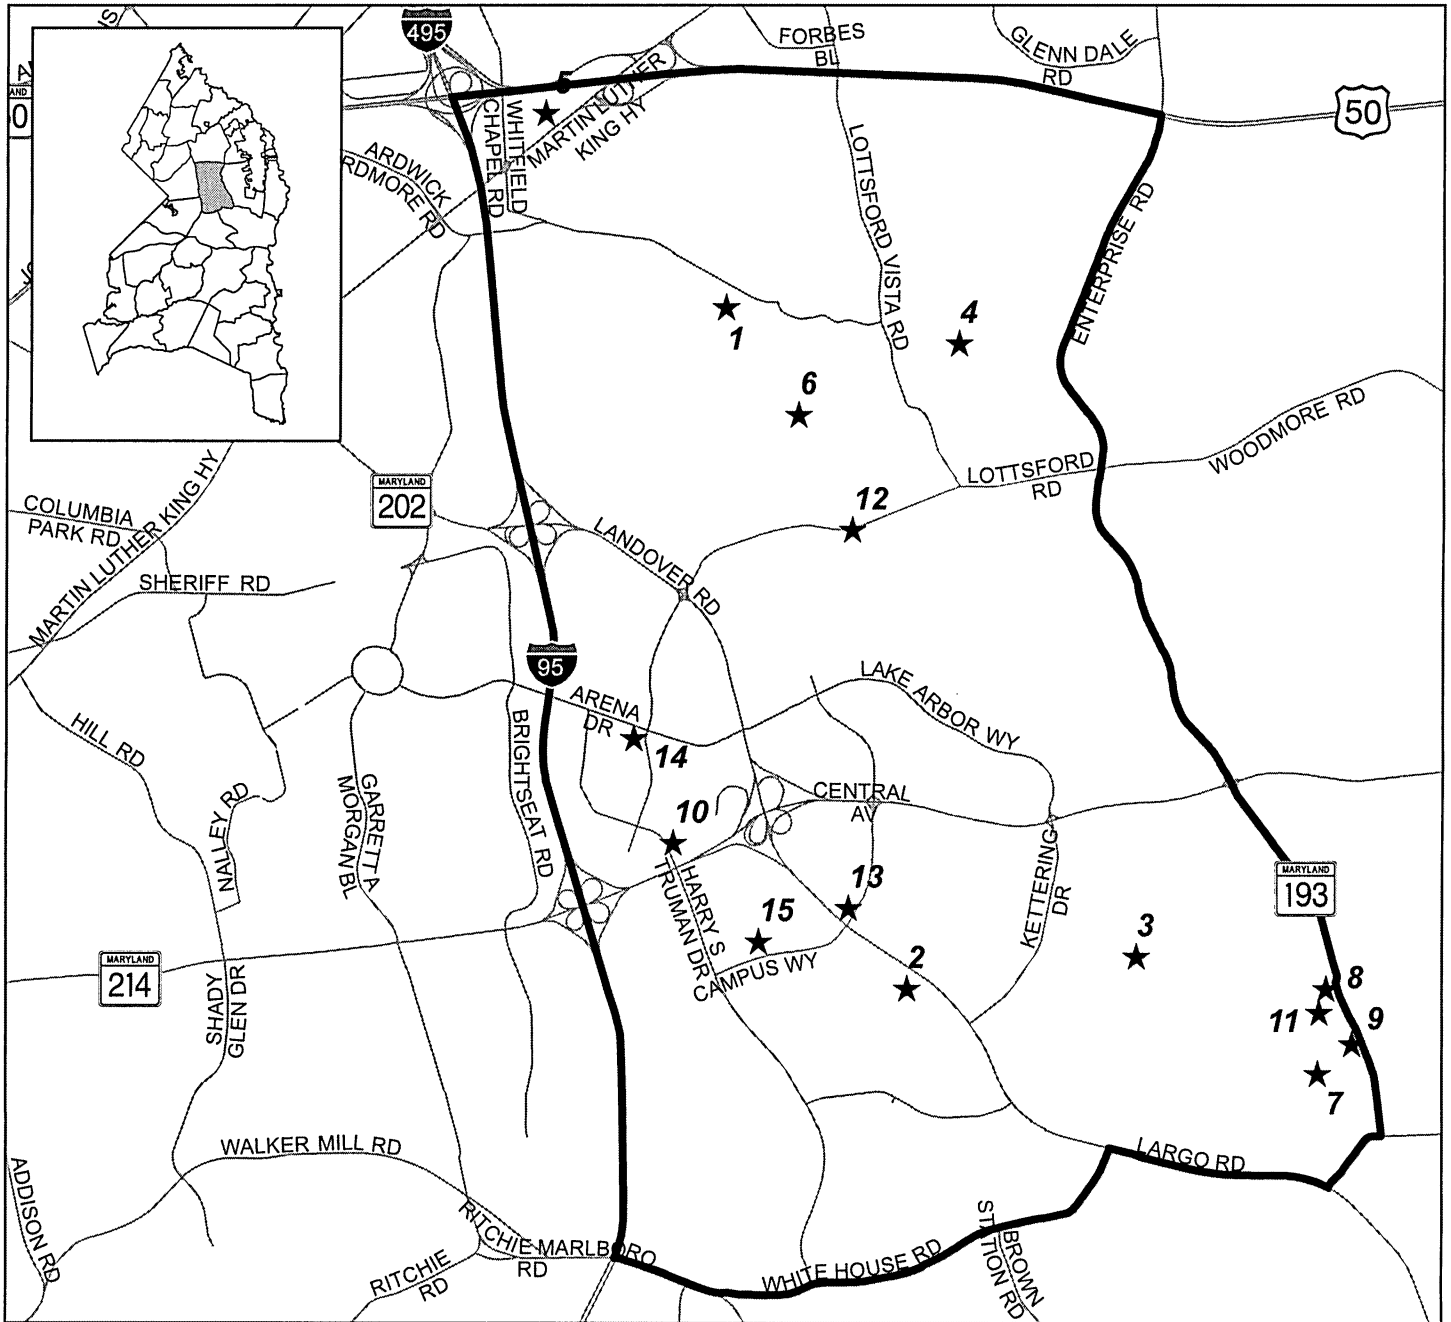 495
FORBES
BL
GLENN DALE
RD
50
5
MARTIN LUTHER
KING HY
WHITFIELD
CHAPEL RD
ARDWICK
RDMORE RD
LOTTSFORD VISTA RD
ENTERPRISE RD
1
4
6
WOODMORE RD
LOTTSFORD
RD
MARYLAND
202
12
COLUMBIA
PARK RD
MARTIN LUTHER KING HY
SHERIFF RD
LANDOVER RD
95
LAKE ARBOR WY
ARENA
DR
14
HILL RD
BRIGHTSEAT RD
GARRETT A
MORGAN BL
NALLEY RD
CENTRAL
AV
10
13
HARRY S
TRUMAN DR
15
CAMPUS WY
2
KETTERING
DR
3
MARYLAND
193
8
11
9
7
MARYLAND
214
SHADY
GLEN DR
WALKER MILL RD
ADDISON RD
RITCHIE MARLBORO
RD
RITCHIE
RD
WHITE HOUSE RD
LARGO RD
BROWN
STATION RD